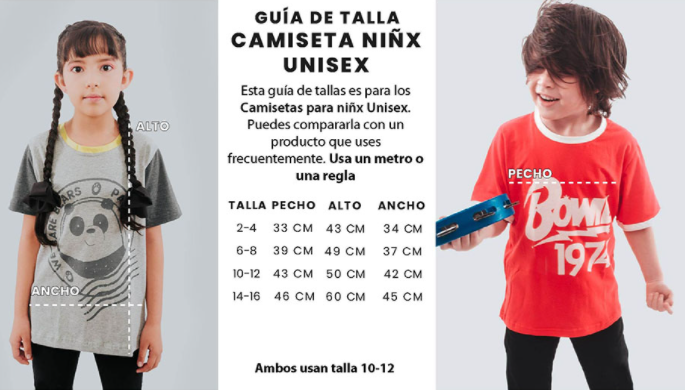 GUÍA DE TALLA
CAMISETA NIÑX
UNISEX
Esta guía de tallas es para los
Camisetas para niñx Unisex.
Puedes compararla con un
producto que uses
frecuentemente. Usa un metro o
una regla
TALLA PECHO ALTO ANCHO
2-4 33 CM 43 CM 34 CM
6-8 39 CM 49 CM 37 CM
10-12 43 CM 50 CM 42 CM
14-16 46 CM 60 CM 45 CM
Ambos usan talla 10-12
ALTO
ANCHO
PECHO
1974